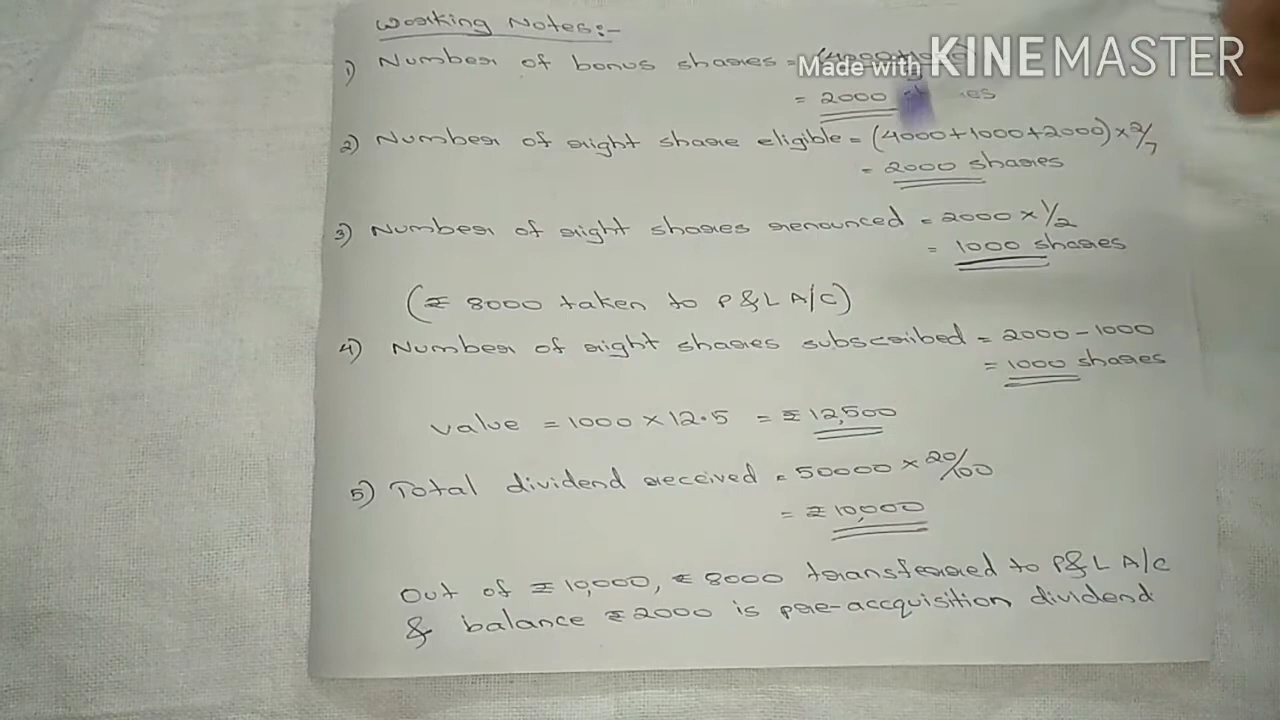 Working Notes:-
1) Number of bonus shares =
Made with KINEMASTER
= 2000
2) Number of right share eligible = (4000+1000+2000) × 2/7
= 2000 shares
3) Number of right shares renounced = 2000 × 1/2
= 1000 shares
(₹ 8000 taken to P&L A/C)
4) Number of right shares subscribed = 2000 - 1000
= 1000 shares
value = 1000 × 12.5 = ₹ 12,500
5) Total dividend received = 50000 × 20/100
= ₹ 10,000
Out of ₹ 10,000, ₹ 8000 transferred to P&L A/C
& balance ₹ 2000 is pre-accquisition dividend